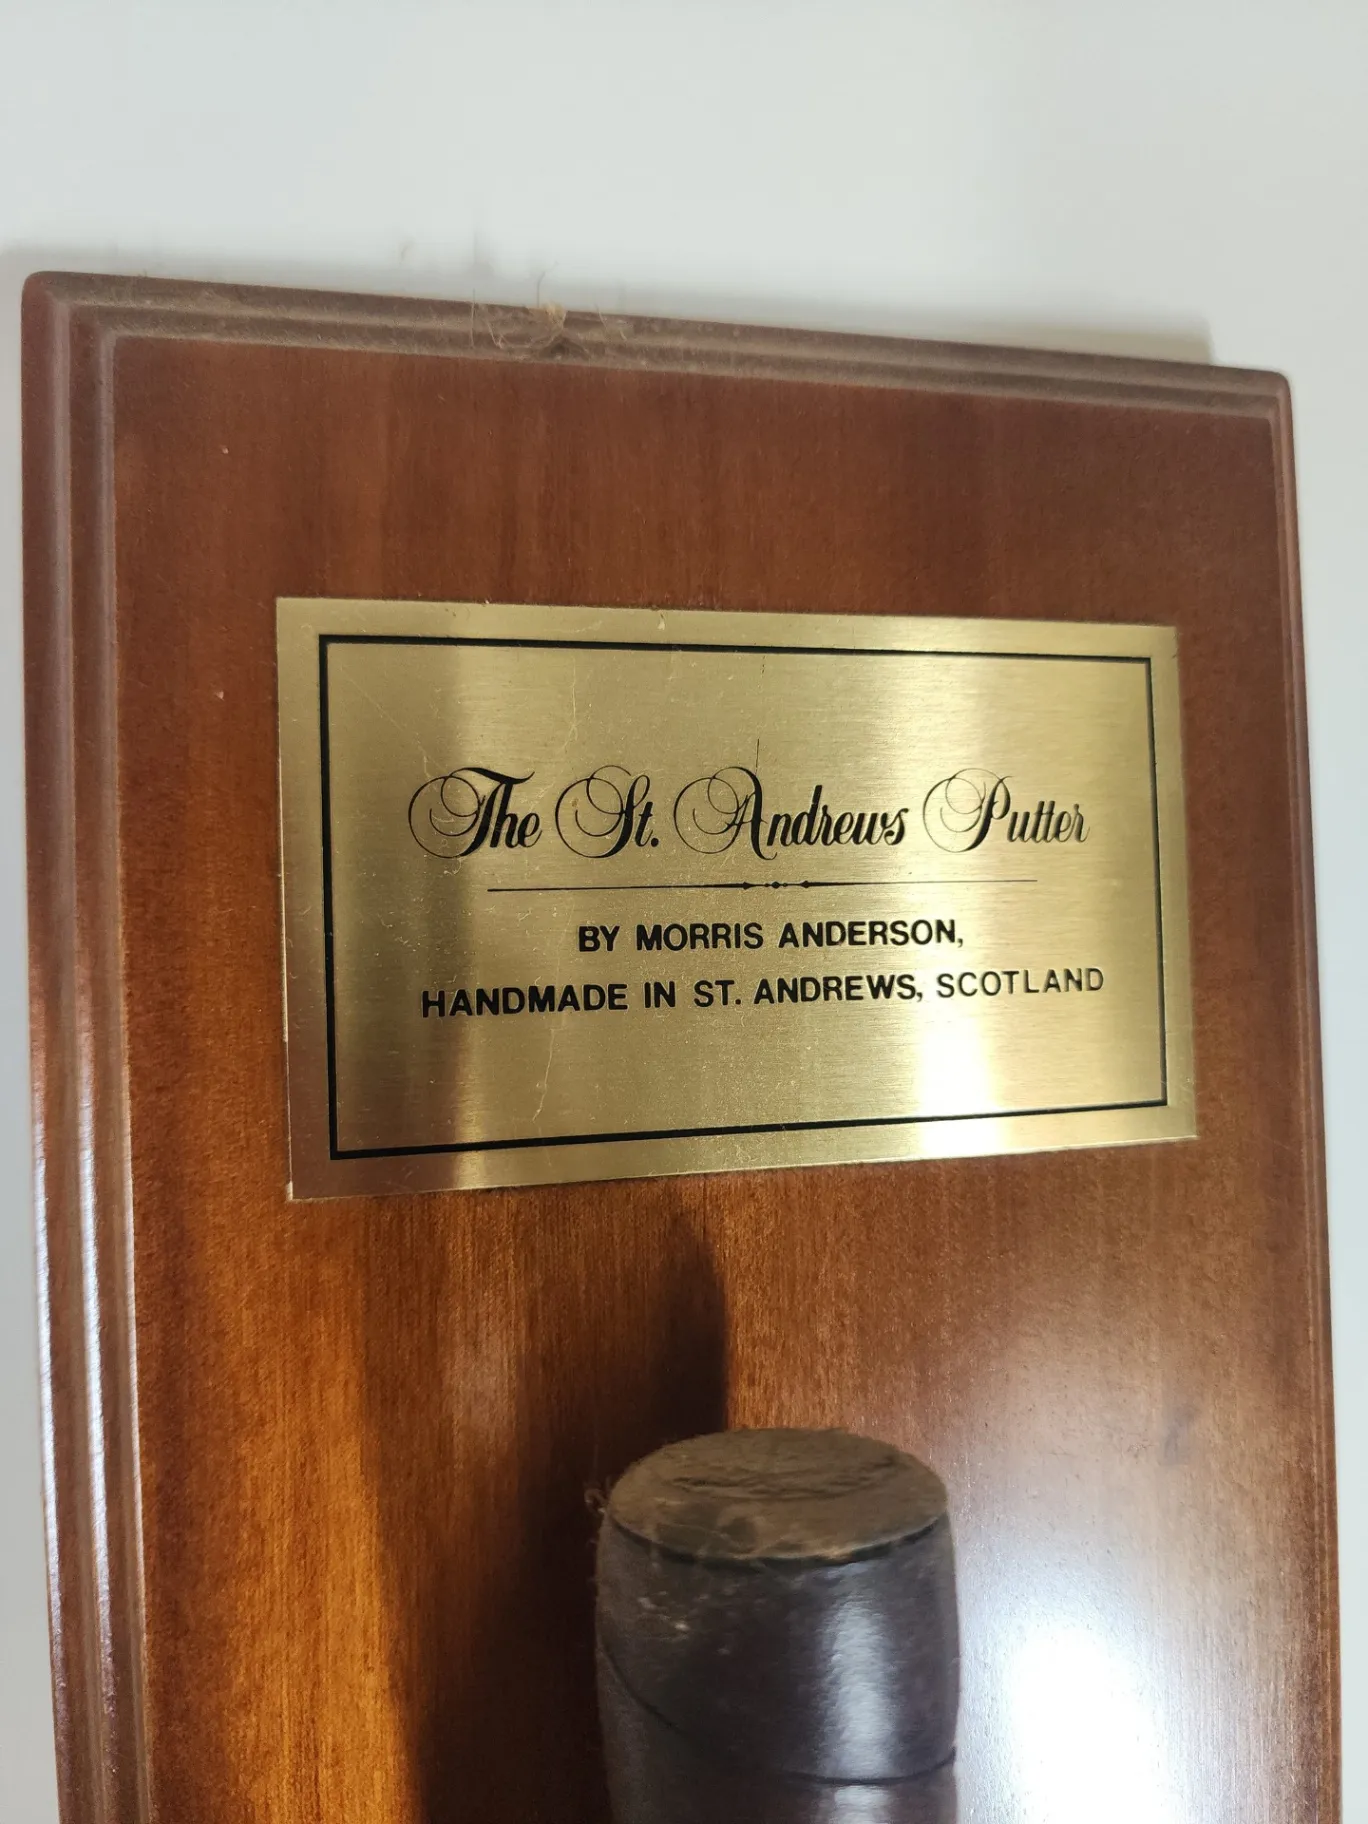 The St. Andrews Putter
BY MORRIS ANDERSON,
HANDMADE IN ST. ANDREWS, SCOTLAND